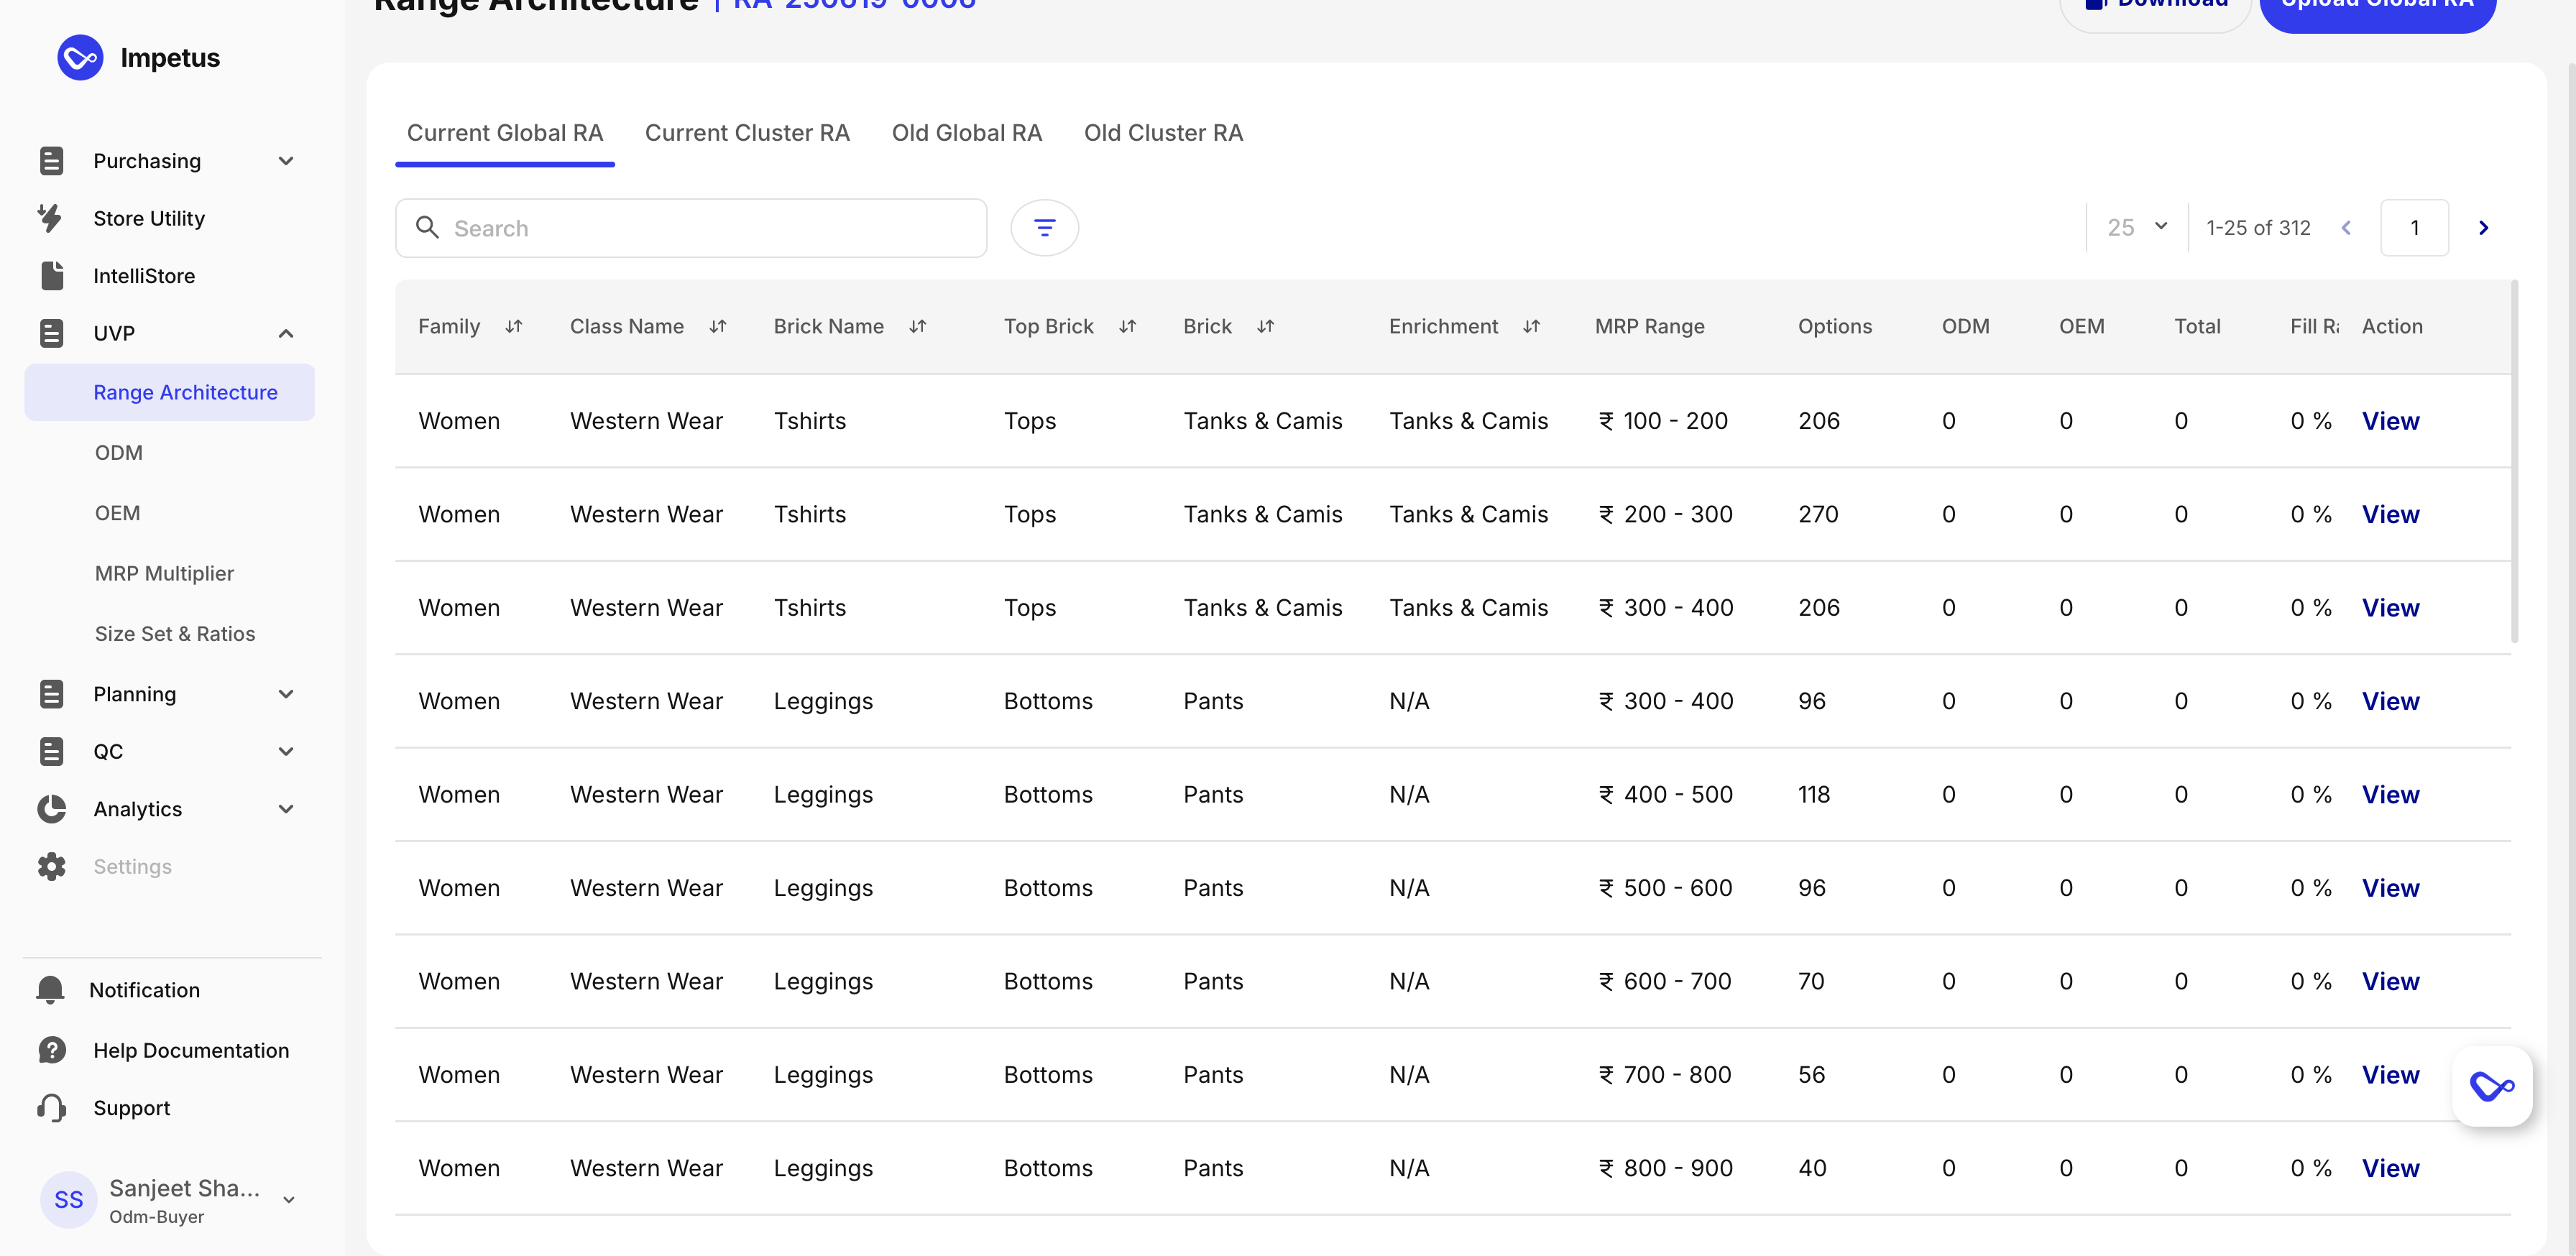 Range Architecture | RA-250619-0006
Download
Upload Global RA
Impetus
Purchasing
Store Utility
IntelliStore
UVP
Range Architecture
ODM
OEM
MRP Multiplier
Size Set & Ratios
Planning
QC
Analytics
Settings
Notification
Help Documentation
Support
SS
Sanjeet Sha...
Odm-Buyer
Current Global RA Current Cluster RA Old Global RA Old Cluster RA
Search
25 1-25 of 312 1
Family Class Name Brick Name Top Brick Brick Enrichment MRP Range Options ODM OEM Total Fill Ra Action
Women Western Wear Tshirts Tops Tanks & Camis Tanks & Camis ₹ 100 - 200 206 0 0 0 0 % View
Women Western Wear Tshirts Tops Tanks & Camis Tanks & Camis ₹ 200 - 300 270 0 0 0 0 % View
Women Western Wear Tshirts Tops Tanks & Camis Tanks & Camis ₹ 300 - 400 206 0 0 0 0 % View
Women Western Wear Leggings Bottoms Pants N/A ₹ 300 - 400 96 0 0 0 0 % View
Women Western Wear Leggings Bottoms Pants N/A ₹ 400 - 500 118 0 0 0 0 % View
Women Western Wear Leggings Bottoms Pants N/A ₹ 500 - 600 96 0 0 0 0 % View
Women Western Wear Leggings Bottoms Pants N/A ₹ 600 - 700 70 0 0 0 0 % View
Women Western Wear Leggings Bottoms Pants N/A ₹ 700 - 800 56 0 0 0 0 % View
Women Western Wear Leggings Bottoms Pants N/A ₹ 800 - 900 40 0 0 0 0 % View